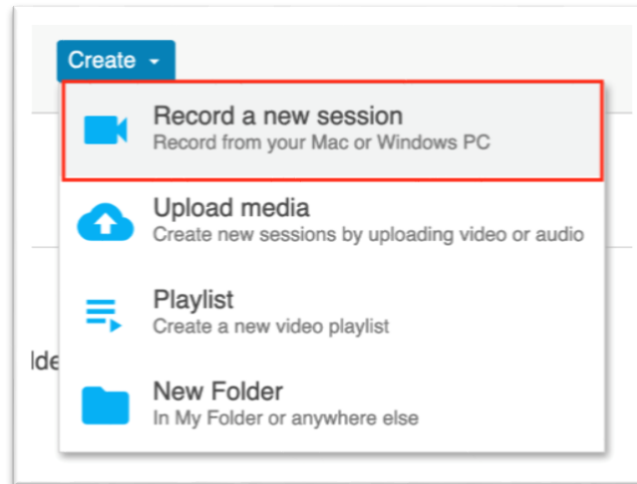 Create
Record a new session
Record from your Mac or Windows PC
Upload media
Create new sessions by uploading video or audio
Playlist
Create a new video playlist
lde
New Folder
In My Folder or anywhere else